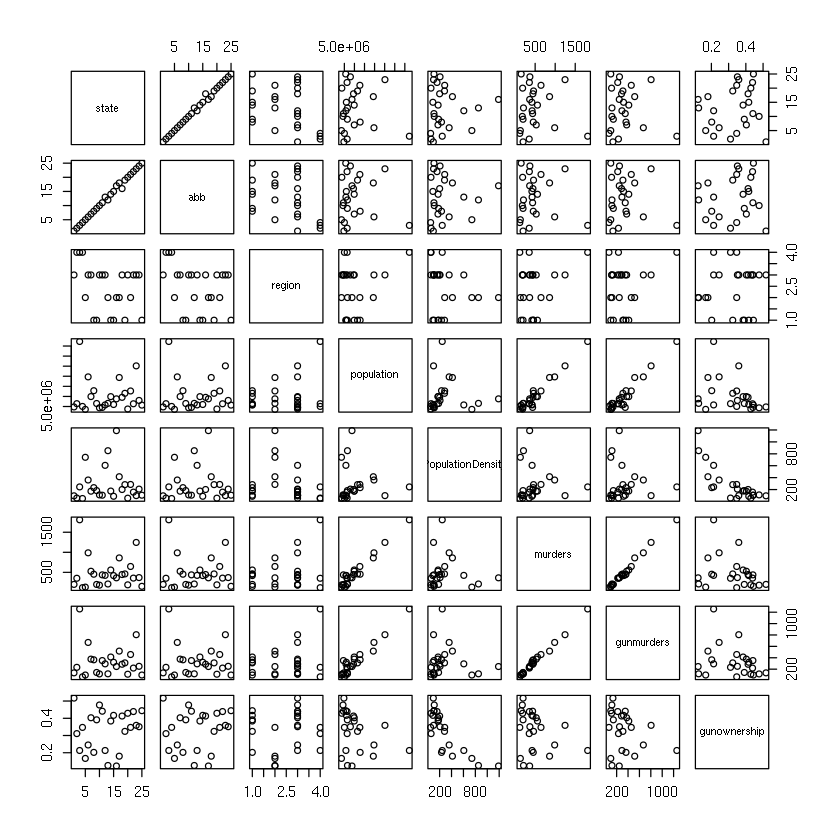 5 15 25 5.0e+06 500 1500 0.2 0.4
state 5 15 25
5 15 25 abb
region 1.0 2.5 4.0
5.0e+06 population
opulationDensit 200 800
500 1500 murders
gunmurders 200 1000
0.2 0.4 gunownership
5 15 25 1.0 2.5 4.0 200 800 200 1000